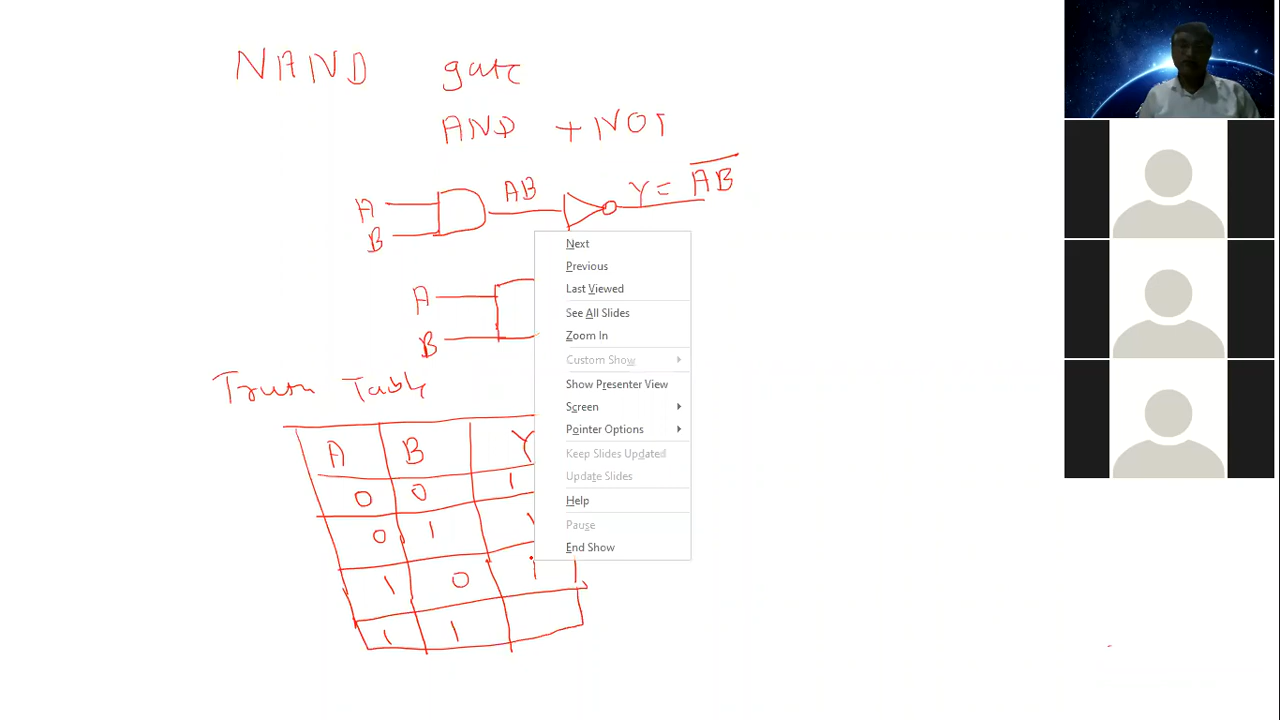 NAND gate
AND + NOT
A
B
AB
Y = A̅B̅
A
B
Truth Table
A B Y
0 0 1
0 1 1
1 0 1
1 1
Next
Previous
Last Viewed
See All Slides
Zoom In
Custom Show
Show Presenter View
Screen
Pointer Options
Keep Slides Updated
Update Slides
Help
Pause
End Show